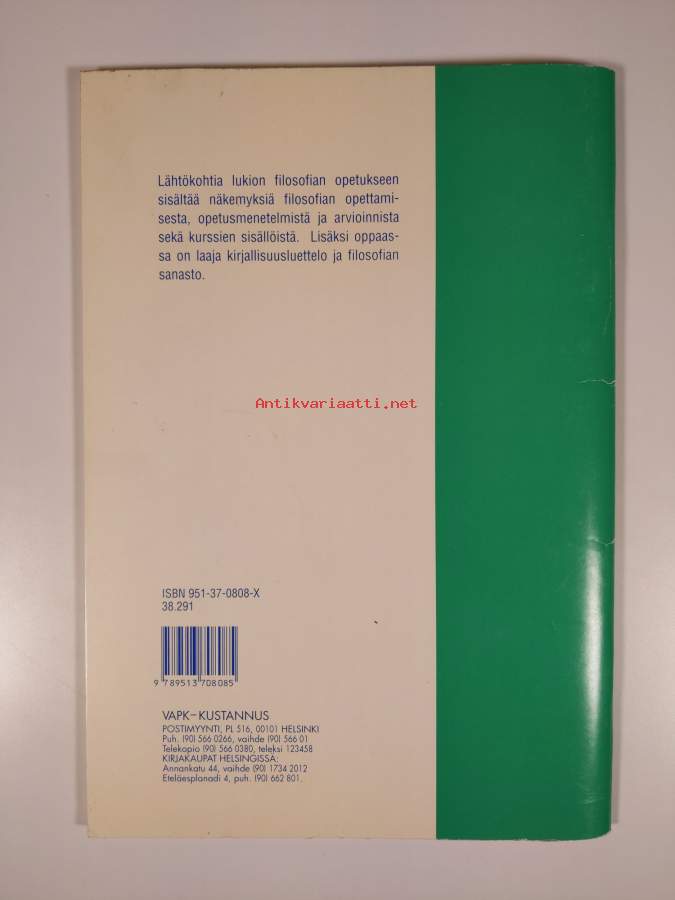 Lähtökohtia lukion filosofian opetukseen
sisältää näkemyksiä filosofian opettami-
sesta, opetusmenetelmistä ja arvioinnista
sekä kurssien sisällöistä. Lisäksi oppaas-
sa on laaja kirjallisuusluettelo ja filosofian
sanasto.
Antikvariaatti.net
ISBN 951-37-0808-X
38.291
9 789513 708085
VAPK–KUSTANNUS
POSTIMYYNTI, PL 516, 00101 HELSINKI
Puh. (90) 566 0266, vaihde (90) 566 01
Telekopio (90) 566 0380, teleksi 123458
KIRJAKAUPAT HELSINGISSÄ:
Annankatu 44, vaihde (90) 1734 2012
Eteläesplanadi 4, puh. (90) 662 801.